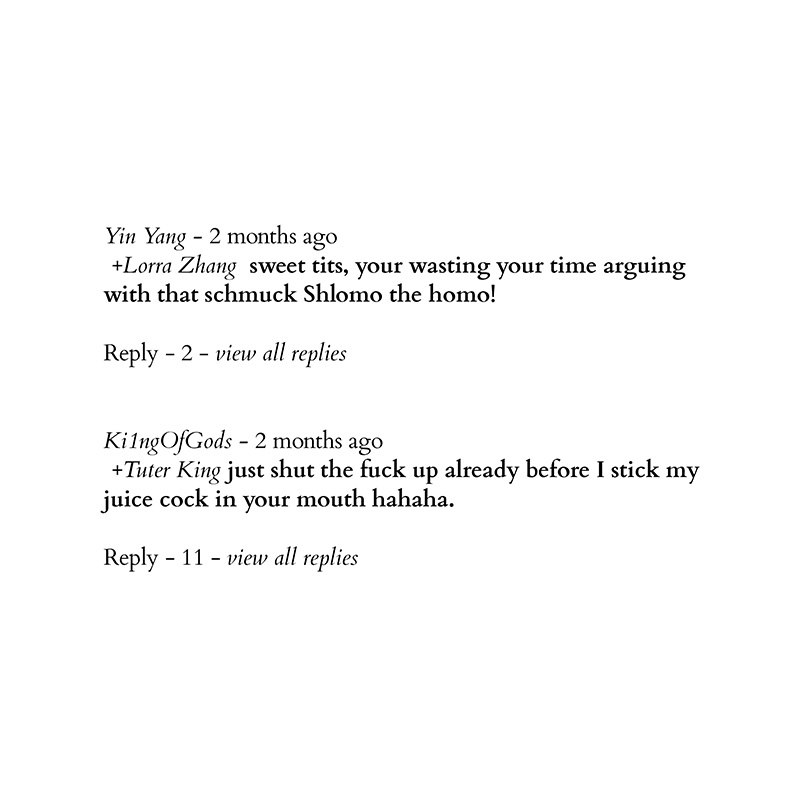 Yin Yang - 2 months ago
+Lorra Zhang sweet tits, your wasting your time arguing
with that schmuck Shlomo the homo!
Reply - 2 - view all replies
Ki1ngOfGods - 2 months ago
+Tuter King just shut the fuck up already before I stick my
juice cock in your mouth hahaha.
Reply - 11 - view all replies